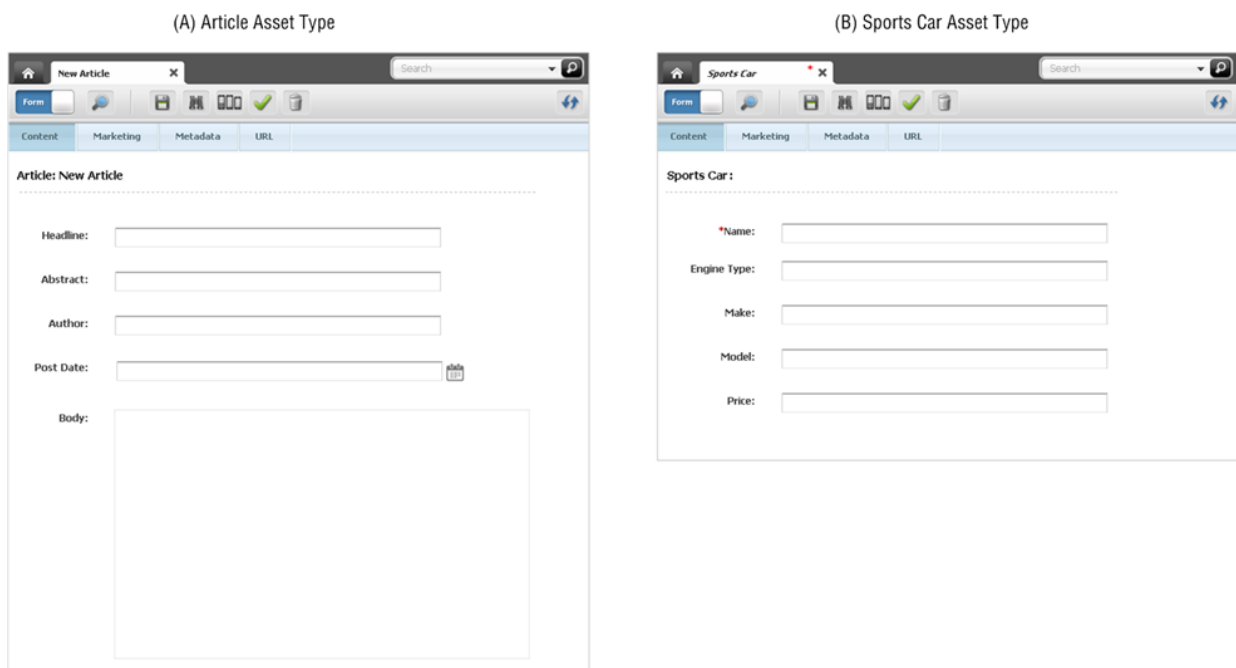 (A) Article Asset Type
New Article
Search
Form
Content Marketing Metadata URL
Article: New Article
Headline:
Abstract:
Author:
Post Date:
Body:
(B) Sports Car Asset Type
Sports Car *
Search
Form
Content Marketing Metadata URL
Sports Car:
*Name:
Engine Type:
Make:
Model:
Price: